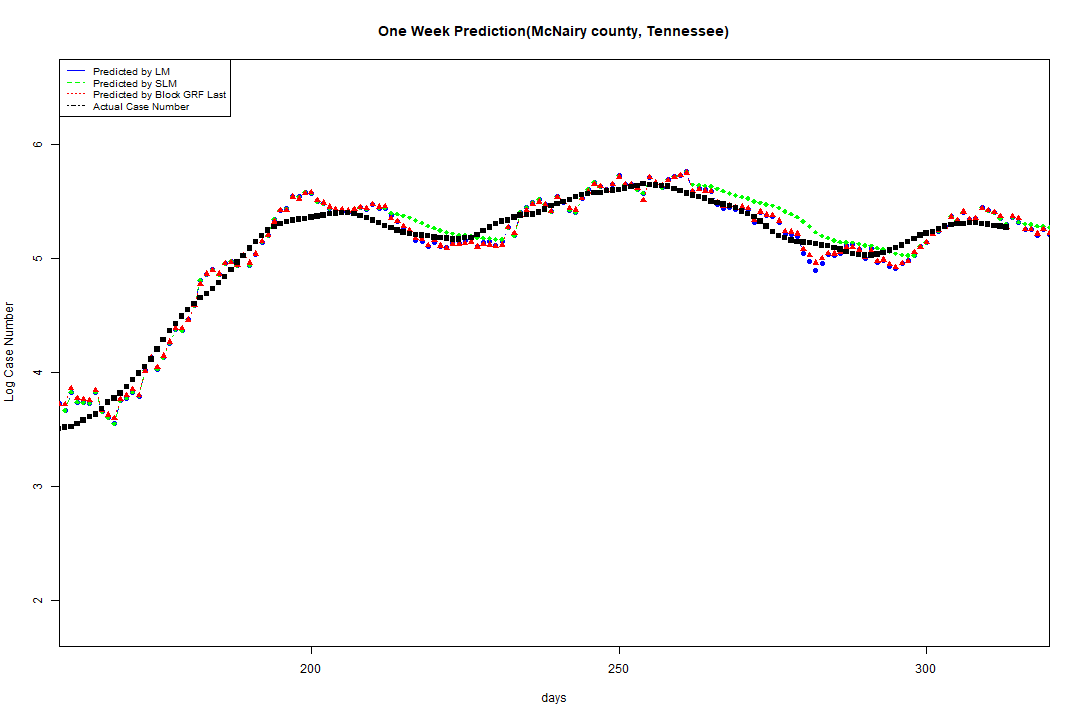 One Week Prediction(McNairy county, Tennessee)
Predicted by LM
Predicted by SLM
Predicted by Block GRF Last
Actual Case Number
6
5
4
3
2
Log Case Number
200 250 300
days